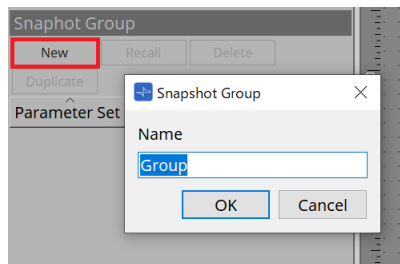 Snaphot Group
New Recall Delete
Duplicate
Parameter Set
Snapshot Group
Name
Group
OK Cancel